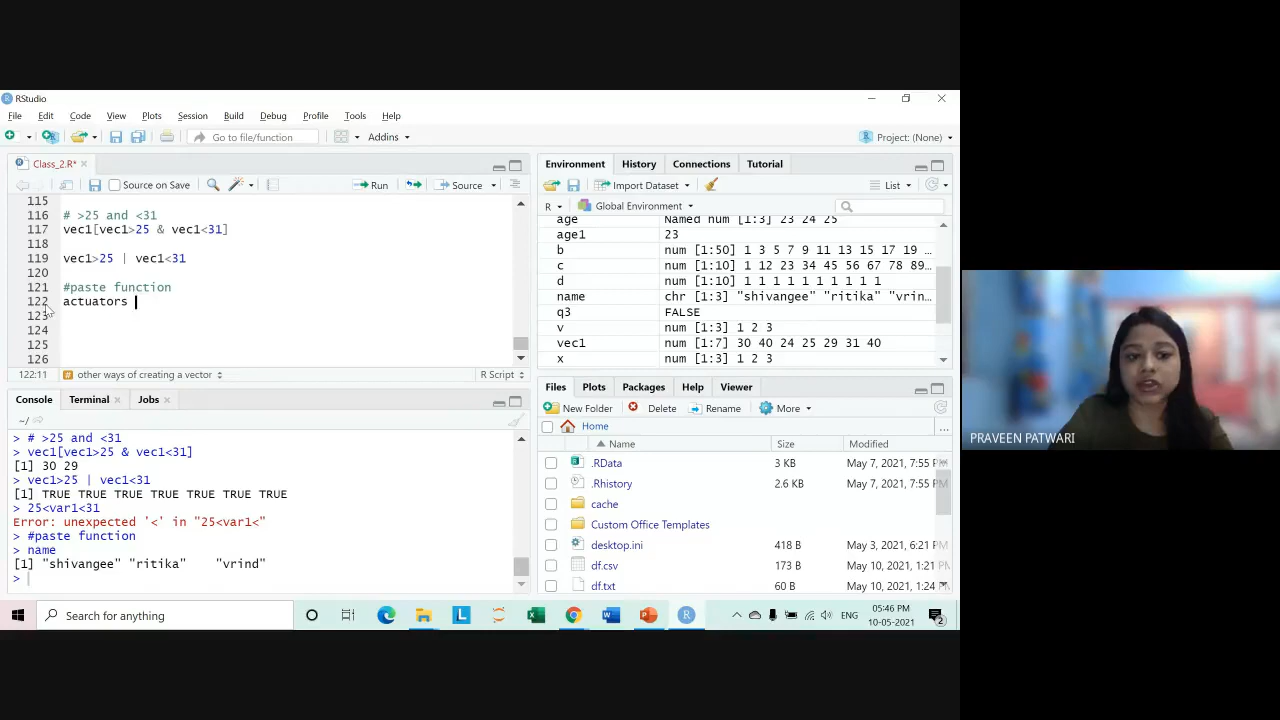 RStudio
File Edit Code View Plots Session Build Debug Profile Tools Help
Go to file/function
Addins
Project: (None)
Class_2.R*
Source on Save
Run
Source
115
116 # >25 and <31
117 vec1[vec1>25 & vec1<31]
118
119 vec1>25 | vec1<31
120
121 #paste function
122 actuators
123
124
125
126
122:11 # other ways of creating a vector R Script
Console Terminal Jobs
~/
> # >25 and <31
> vec1[vec1>25 & vec1<31]
[1] 30 29
> vec1>25 | vec1<31
[1] TRUE TRUE TRUE TRUE TRUE TRUE TRUE
> 25<var1<31
Error: unexpected '<' in "25<var1<"
> #paste function
> name
[1] "shivangee" "ritika" "vrind"
>
Environment History Connections Tutorial
Import Dataset List
R Global Environment
age Named num [1:3] 23 24 25
age1 23
b num [1:50] 1 3 5 7 9 11 13 15 17 19 ...
c num [1:10] 1 12 23 34 45 56 67 78 89...
d num [1:10] 1 1 1 1 1 1 1 1 1 1
name chr [1:3] "shivangee" "ritika" "vrin...
q3 FALSE
v num [1:3] 1 2 3
vec1 num [1:7] 30 40 24 25 29 31 40
x num [1:3] 1 2 3
Files Plots Packages Help Viewer
New Folder Delete Rename More
Home ...
Name Size Modified
.RData 3 KB May 7, 2021, 7:55 PM
.Rhistory 2.6 KB May 7, 2021, 7:55 PM
cache
Custom Office Templates
desktop.ini 418 B May 3, 2021, 6:21 PM
df.csv 173 B May 10, 2021, 1:21
df.txt 60 B May 10, 2021, 1:24
PRAVEEN PATWARI
Search for anything
ENG
05:46 PM
10-05-2021
2